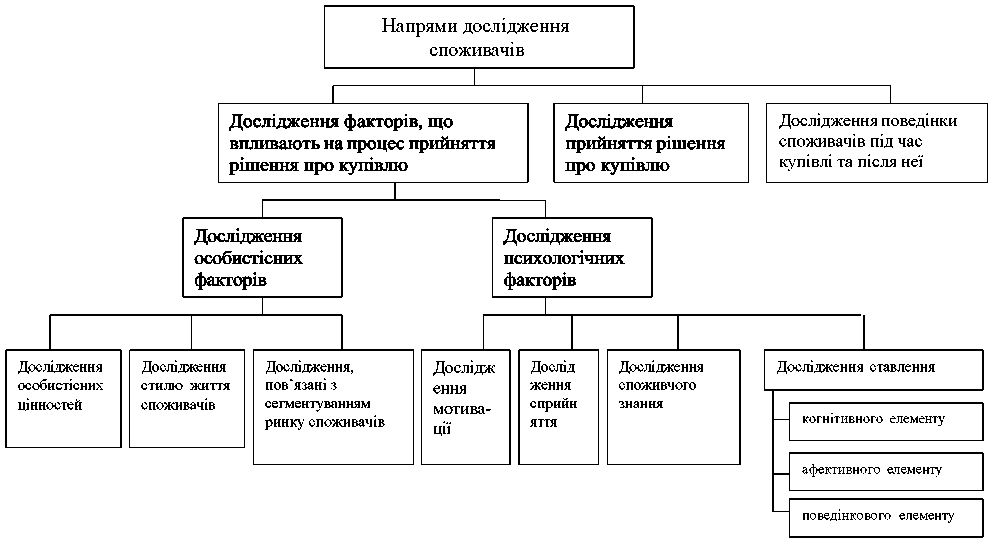 Напрями дослідження
споживачів
Дослідження факторів, що
впливають на процес прийняття
рішення про купівлю
Дослідження
прийняття рішення
про купівлю
Дослідження поведінки
споживачів під час
купівлі та після неї
Дослідження
особистісних
факторів
Дослідження
психологічних
факторів
Дослідження
особистісних
цінностей
Дослідження
стилю життя
споживачів
Дослідження,
пов`язані з
сегментуванням
ринку споживачів
Дослідж
ення
мотива-
ції
Дослід
ження
сприйн
яття
Дослідження
споживчого
знання
Дослідження ставлення
когнітивного елементу
афективного елементу
поведінкового елементу